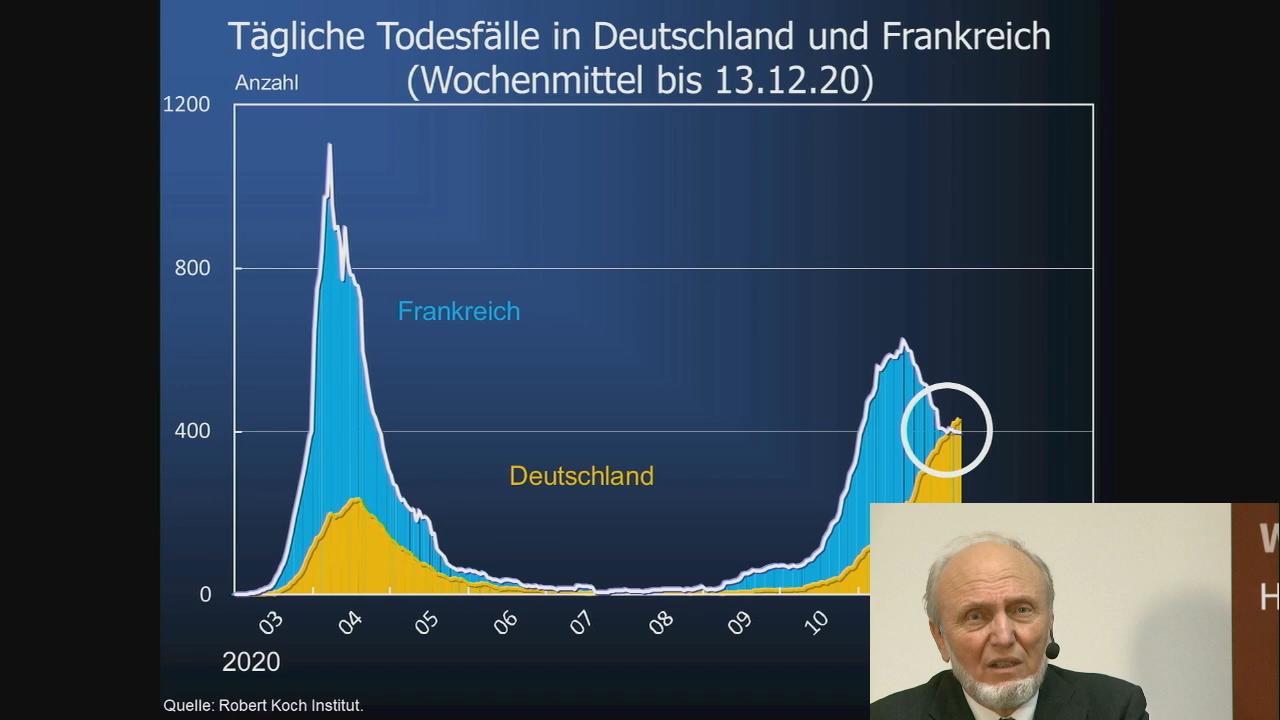 Tägliche Todesfälle in Deutschland und Frankreich
(Wochenmittel bis 13.12.20)
Anzahl
1200
800
400
0
Frankreich
Deutschland
03 04 05 06 07 08 09 10
2020
Quelle: Robert Koch Institut.
W
H